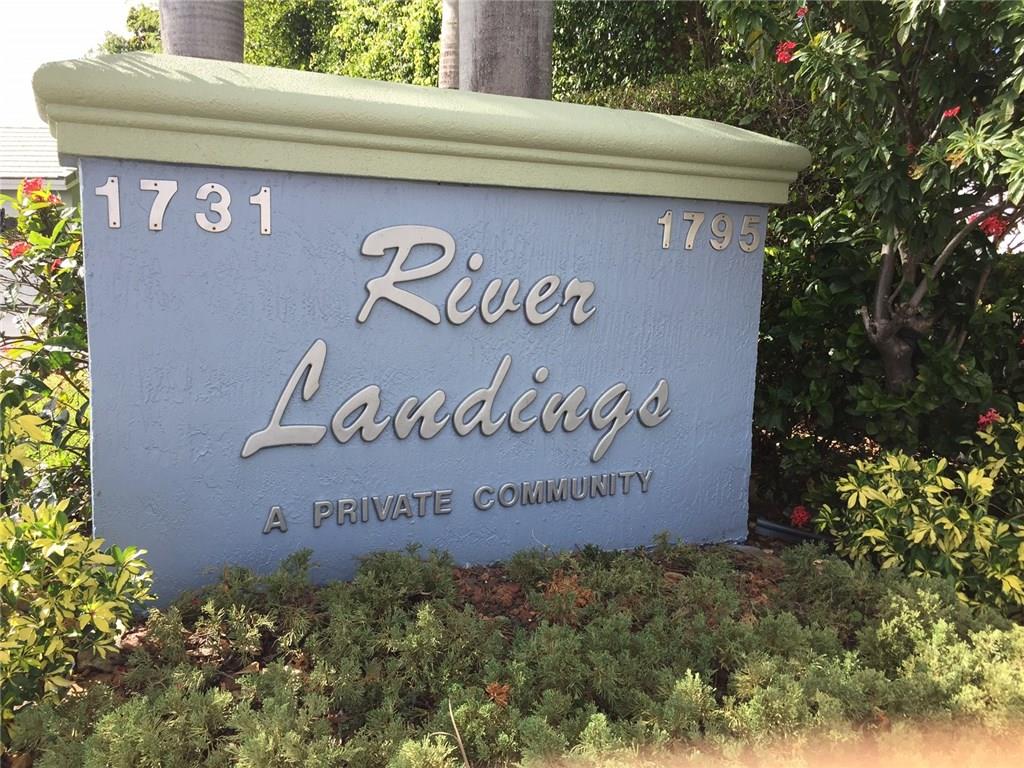 1731 1795
River
Landings
A PRIVATE COMMUNITY